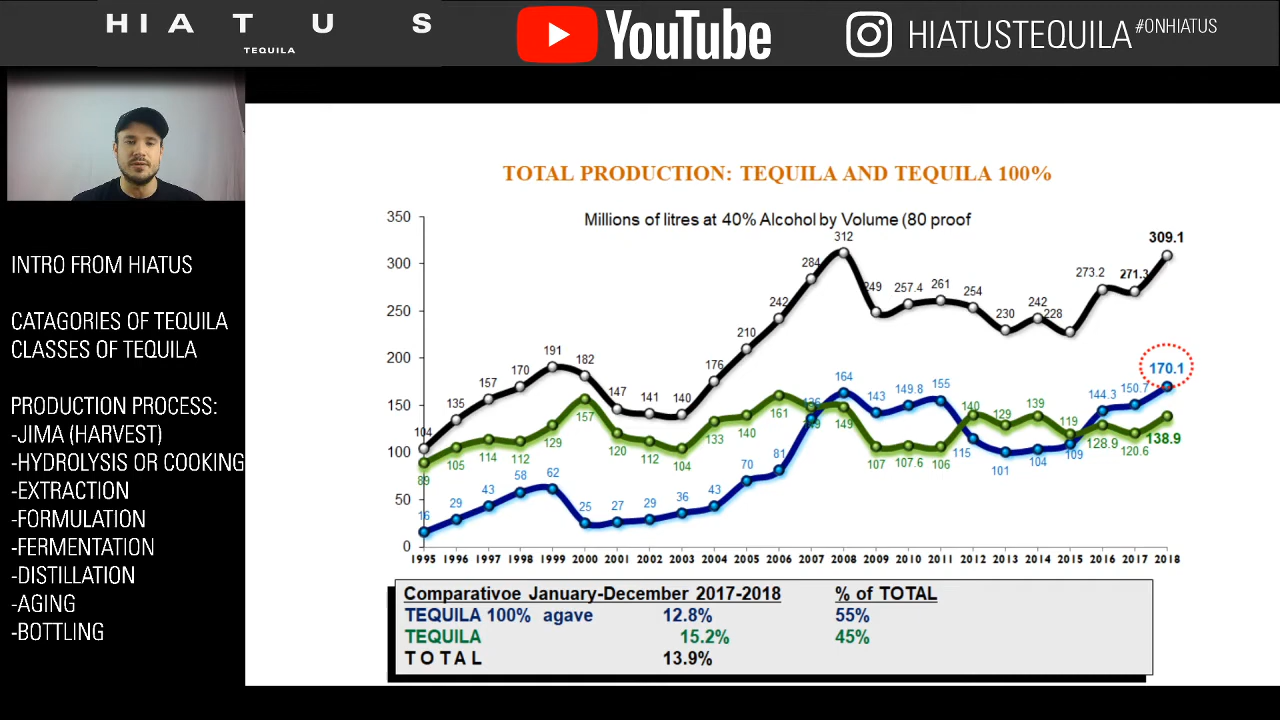 H I A T U S
TEQUILA
YouTube
HIATUSTEQUILA #ONHIATUS
INTRO FROM HIATUS
CATAGORIES OF TEQUILA
CLASSES OF TEQUILA
PRODUCTION PROCESS:
-JIMA (HARVEST)
-HYDROLYSIS OR COOKING
-EXTRACTION
-FORMULATION
-FERMENTATION
-DISTILLATION
-AGING
-BOTTLING
TOTAL PRODUCTION: TEQUILA AND TEQUILA 100%
Millions of litres at 40% Alcohol by Volume (80 proof
350
300
250
200
150
100
50
0
104 135 157 170 191 182 147 141 140 176 210 242 284 312 249 257.4 261 254 230 242 228 273.2 271.3 309.1
16 29 43 58 62 25 27 29 36 43 70 81 164 143 149.8 155 115 101 104 109 144.3 150.7 170.1
89 105 114 112 129 157 120 112 104 133 140 161 149 149 107 107.6 106 140 129 139 119 128.9 120.6 138.9
1995 1996 1997 1998 1999 2000 2001 2002 2003 2004 2005 2006 2007 2008 2009 2010 2011 2012 2013 2014 2015 2016 2017 2018
Comparativoe January-December 2017-2018 % of TOTAL
TEQUILA 100% agave 12.8% 55%
TEQUILA 15.2% 45%
T O T A L 13.9%